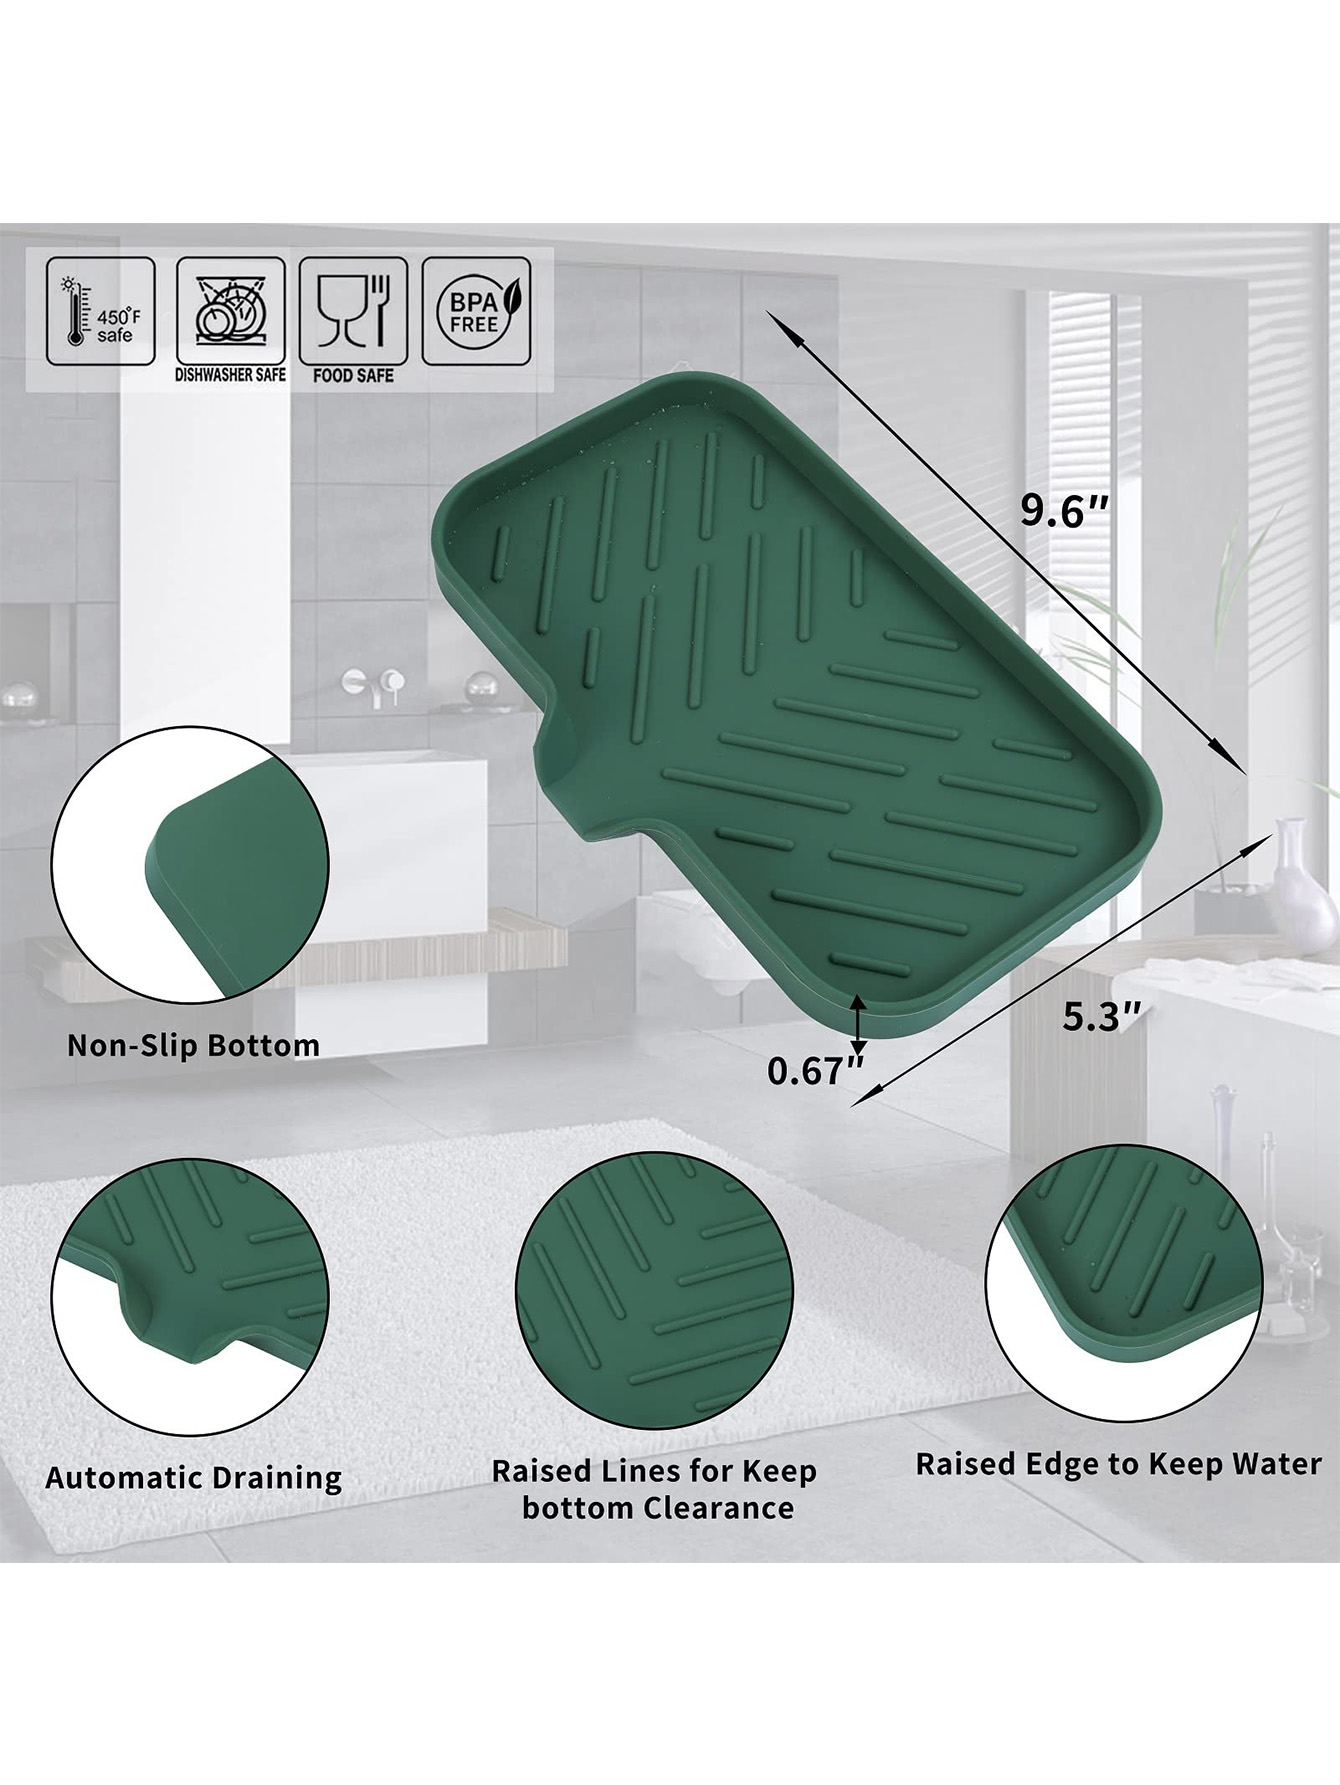 450°F
safe
DISHWASHER SAFE
FOOD SAFE
BPA
FREE
9.6"
5.3"
0.67"
Non-Slip Bottom
Automatic Draining
Raised Lines for Keep
bottom Clearance
Raised Edge to Keep Water